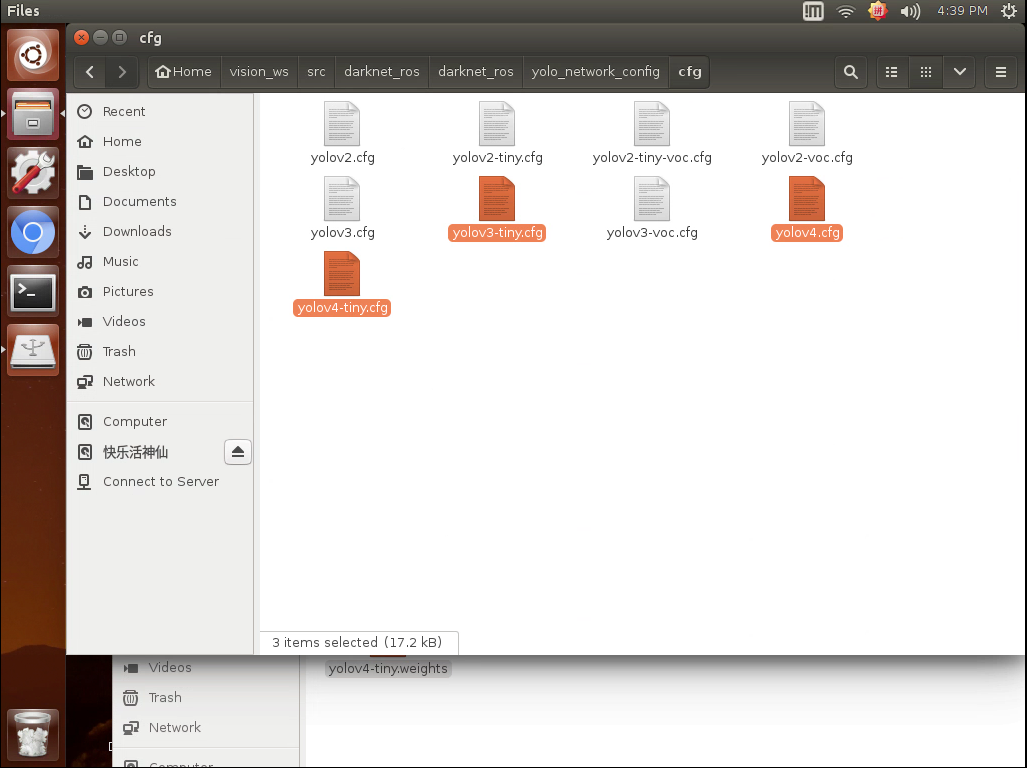 Files
4:39 PM
cfg
Home vision_ws src darknet_ros darknet_ros yolo_network_config cfg
Recent
Home
Desktop
Documents
Downloads
Music
Pictures
Videos
Trash
Network
Computer
快乐活神仙
Connect to Server
yolov2.cfg yolov2-tiny.cfg yolov2-tiny-voc.cfg yolov2-voc.cfg
yolov3.cfg yolov3-tiny.cfg yolov3-voc.cfg yolov4.cfg
yolov4-tiny.cfg
3 items selected (17.2 kB)
Videos
Trash
Network
Computer
yolov4-tiny.weights